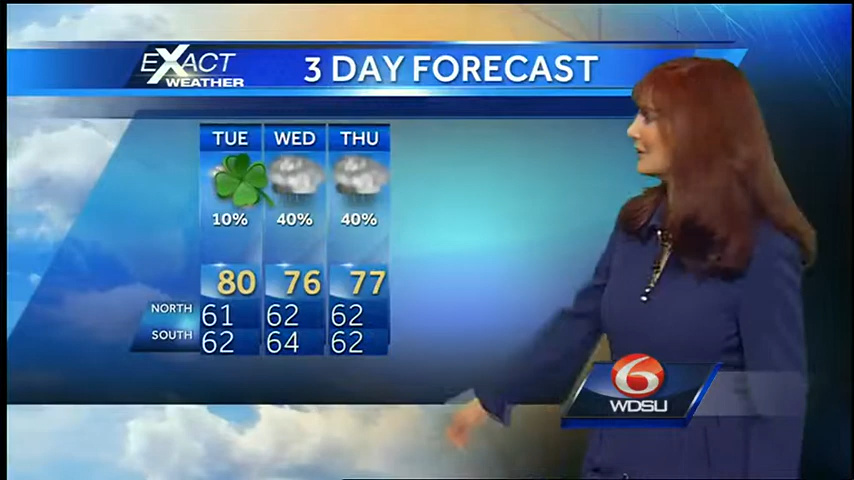 EXACT
WEATHER
3 DAY FORECAST
TUE WED THU
10% 40% 40%
80 76 77
NORTH 61 62 62
SOUTH 62 64 62
6
WDSU